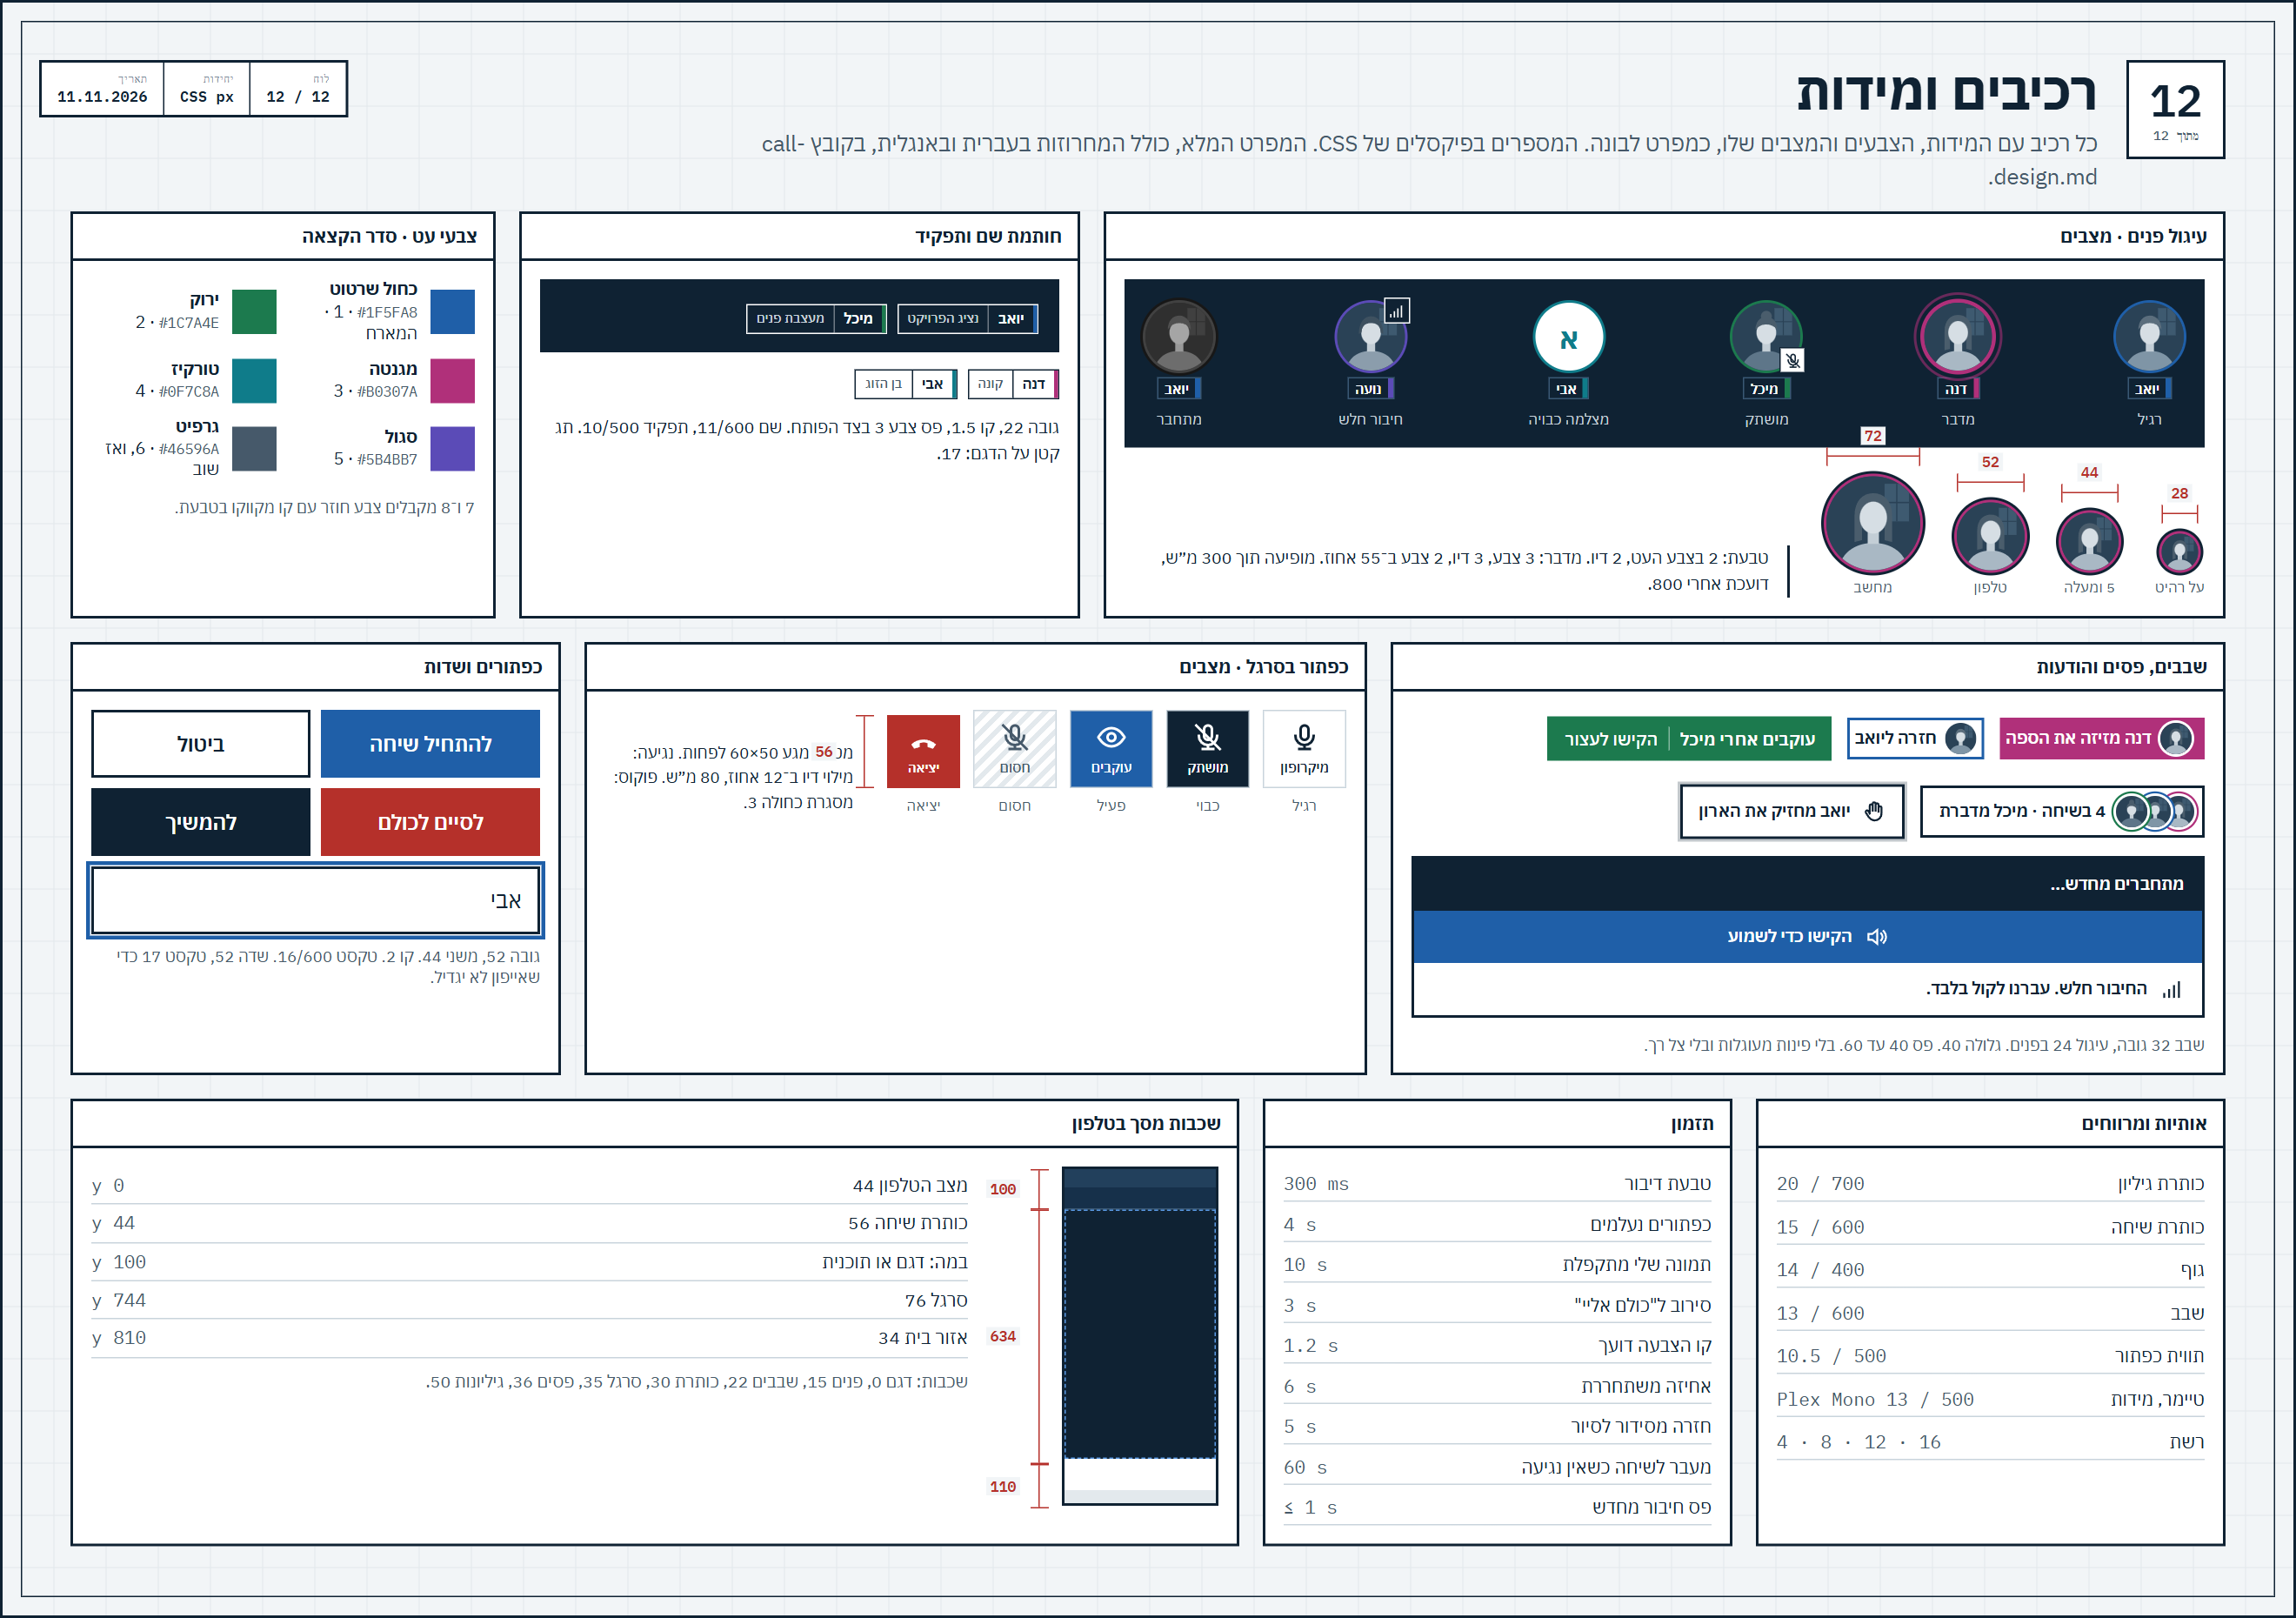 12
מתוך 12
רכיבים ומידות
כל רכיב עם המידות, הצבעים והמצבים שלו, כמפרט לבונה. המספרים בפיקסלים של CSS. המפרט המלא, כולל המחרוזות בעברית ובאנגלית, בקובץ call-
design.md.
לוח
12 / 12
יחידות
CSS px
תאריך
11.11.2026
עיגול פנים · מצבים
א
יואב
דנה
מיכל
אבי
נועה
יואב
רגיל
מדבר
מושתק
מצלמה כבויה
חיבור חלש
מתחבר
28
44
52
72
על רהיט
5 ומעלה
טלפון
מחשב
טבעת: 2 בצבע העט, 2 דיו. מדבר: 3 צבע, 3 דיו, 2 צבע ב־55 אחוז. מופיעה תוך 300 מ״ש,
דועכת אחרי 800.
חותמת שם ותפקיד
יואב
נציג הפרויקט
מיכל
מעצבת פנים
דנה
קונה
אבי
בן הזוג
גובה 22, קו 1.5, פס צבע 3 בצד הפותח. שם 11/600, תפקיד 10/500. תג
קטן על הדגם: 17.
צבעי עט · סדר הקצאה
כחול שרטוט
#1F5FA8 · 1 ·
המארח
ירוק
#1C7A4E · 2
מגנטה
#B0307A · 3
טורקיז
#0F7C8A · 4
סגול
#5B4BB7 · 5
גרפיט
#46596A · 6, ואז
שוב
7 ו־8 מקבלים צבע חוזר עם קו מקווקו בטבעת.
שבבים, פסים והודעות
דנה מזיזה את הספה
חזרה ליואב
עוקבים אחרי מיכל
הקישו לעצור
4 בשיחה · מיכל מדברת
יואב מחזיק את הארון
מתחברים מחדש...
הקישו כדי לשמוע
החיבור חלש. עברנו לקול בלבד.
שבב 32 גובה, עיגול 24 בפנים. גלולה 40. פס 40 עד 60. בלי פינות מעוגלות ובלי צל רך.
כפתור בסרגל · מצבים
מיקרופון
מושתק
עוקבים
חסום
יציאה
רגיל
כבוי
פעיל
חסום
יציאה
56
מגע 50×60 לפחות. נגיעה:
מילוי דיו ב־12 אחוז, 80 מ״ש. פוקוס:
מסגרת כחולה 3.
כפתורים ושדות
להתחיל שיחה
ביטול
לסיים לכולם
להמשיך
אבי
גובה 52, משני 44. קו 2. טקסט 16/600. שדה 52, טקסט 17 כדי
שאייפון לא יגדיל.
אותיות ומרווחים
כותרת גיליון 20 / 700
כותרת שיחה 15 / 600
גוף 14 / 400
שבב 13 / 600
תווית כפתור 10.5 / 500
טיימר, מידות Plex Mono 13 / 500
רשת 4 · 8 · 12 · 16
תזמון
טבעת דיבור 300 ms
כפתורים נעלמים 4 s
תמונה שלי מתקפלת 10 s
סירוב ל"כולם אליי" 3 s
קו הצבעה דועך 1.2 s
אחיזה משתחררת 6 s
חזרה מסידור לסיור 5 s
מעבר לשיחה כשאין נגיעה 60 s
פס חיבור מחדש ≤ 1 s
שכבות מסך בטלפון
100
634
110
מצב הטלפון 44 y 0
כותרת שיחה 56 y 44
במה: דגם או תוכנית y 100
סרגל 76 y 744
אזור בית 34 y 810
שכבות: דגם 0, פנים 15, שבבים 22, כותרת 30, סרגל 35, פסים 36, גיליונות 50.